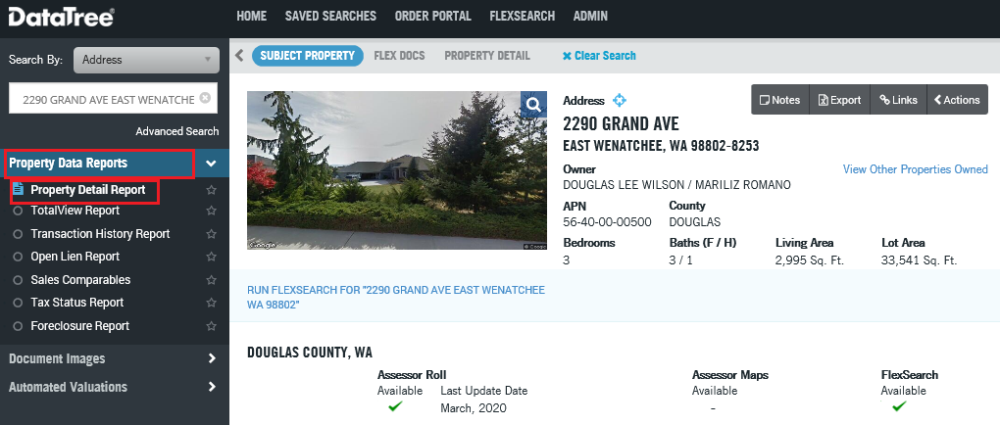 DataTree®
HOME SAVED SEARCHES ORDER PORTAL FLEXSEARCH ADMIN
Search By: Address
2290 GRAND AVE EAST WENATCHE
Advanced Search
Property Data Reports
Property Detail Report
TotalView Report
Transaction History Report
Open Lien Report
Sales Comparables
Tax Status Report
Foreclosure Report
Document Images
Automated Valuations
SUBJECT PROPERTY FLEX DOCS PROPERTY DETAIL Clear Search
Google © Google
Address
Notes Export Links Actions
2290 GRAND AVE
EAST WENATCHEE, WA 98802-8253
Owner
DOUGLAS LEE WILSON / MARILIZ ROMANO View Other Properties Owned
APN County
56-40-00-00500 DOUGLAS
Bedrooms Baths (F / H) Living Area Lot Area
3 3 / 1 2,995 Sq. Ft. 33,541 Sq. Ft.
RUN FLEXSEARCH FOR "2290 GRAND AVE EAST WENATCHEE
WA 98802"
DOUGLAS COUNTY, WA
Assessor Roll Assessor Maps FlexSearch
Available Last Update Date Available Available
March, 2020 -